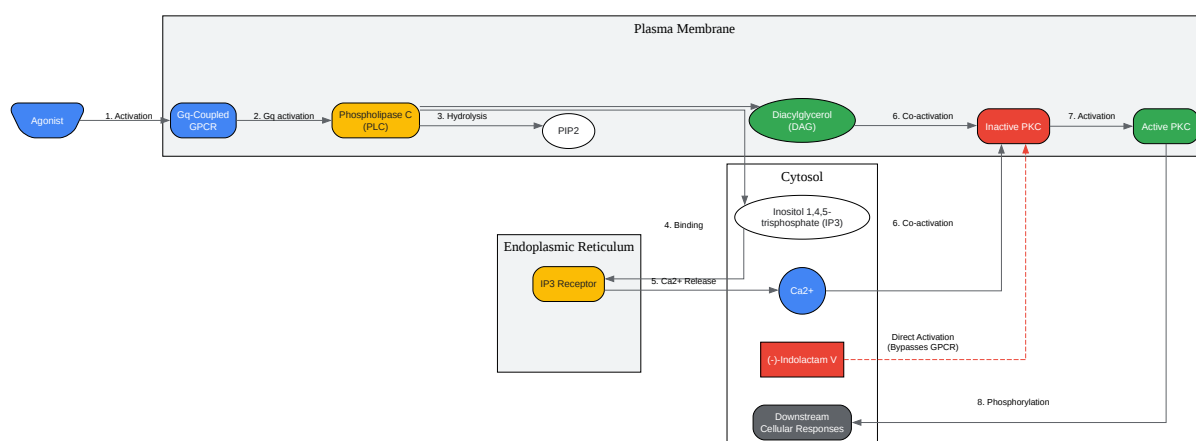 Plasma Membrane
Agonist
1. Activation
Gq-Coupled
GPCR
2. Gq activation
Phospholipase C
(PLC)
3. Hydrolysis
PIP2
Diacylglycerol
(DAG)
6. Co-activation
Inactive PKC
7. Activation
Active PKC
Cytosol
Inositol 1,4,5-
trisphosphate (IP3)
4. Binding
6. Co-activation
Endoplasmic Reticulum
IP3 Receptor
5. Ca2+ Release
Ca2+
(-)-Indolactam V
Direct Activation
(Bypasses GPCR)
8. Phosphorylation
Downstream
Cellular Responses